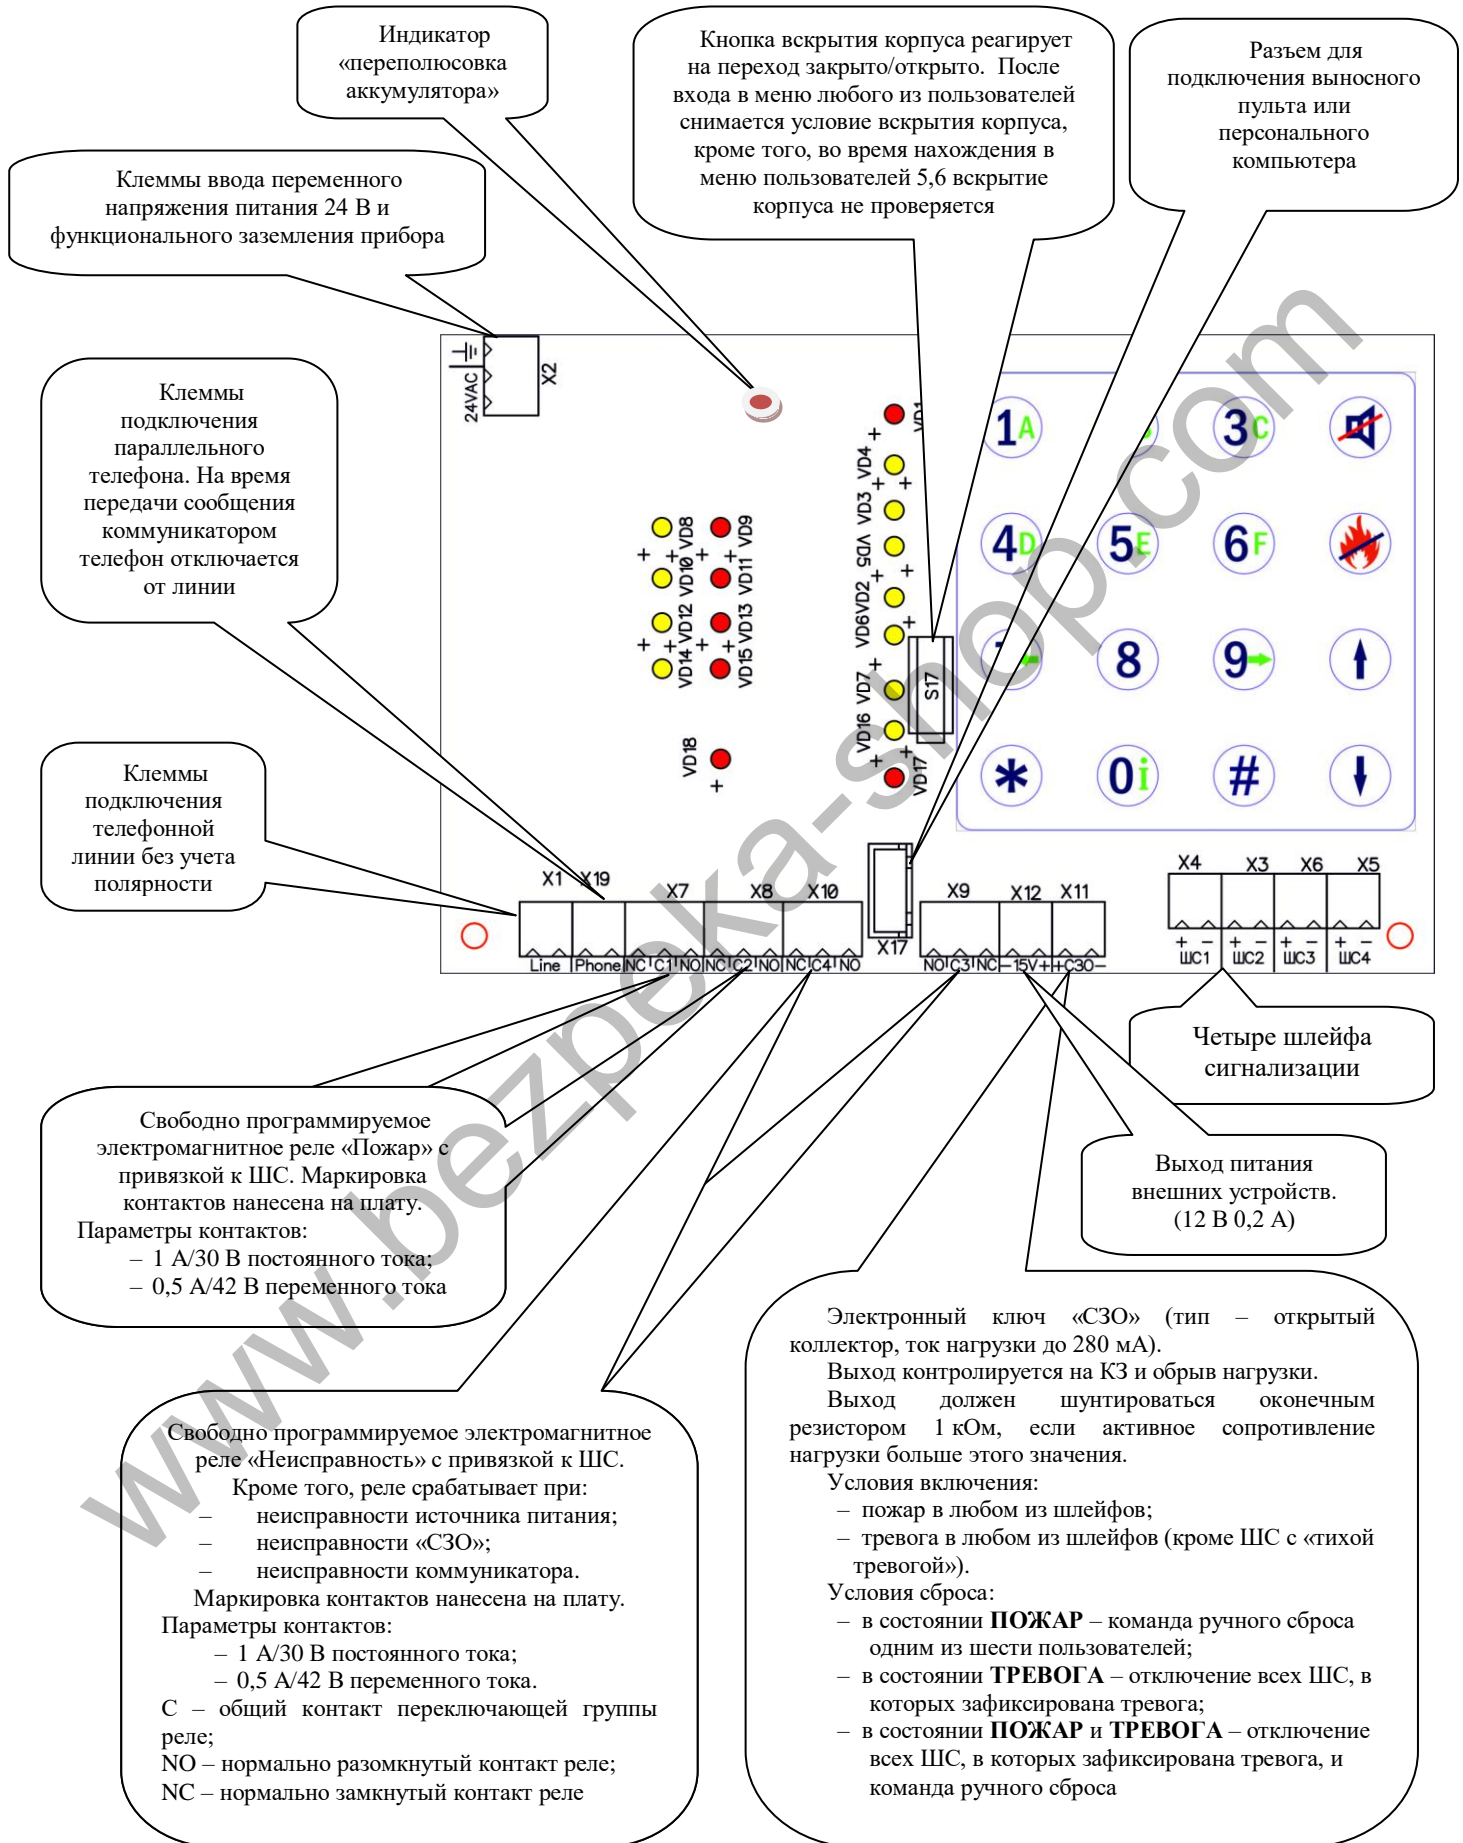 Индикатор
«переполюсовка
аккумулятора»
Кнопка вскрытия корпуса реагирует
на переход закрыто/открыто. После
входа в меню любого из пользователей
снимается условие вскрытия корпуса,
кроме того, во время нахождения в
меню пользователей 5,6 вскрытие
корпуса не проверяется
Разъем для
подключения выносного
пульта или
персонального
компьютера
Клеммы ввода переменного
напряжения питания 24 В и
функционального заземления прибора
Клеммы
подключения
параллельного
телефона. На время
передачи сообщения
коммуникатором
телефон отключается
от линии
Клеммы
подключения
телефонной
линии без учета
полярности
24VAC
X2
VD1
VD4
VD3
VD5
VD2
VD6
VD7
VD16
VD17
S17
VD8 VD9
VD10 VD11
VD12 VD13
VD14 VD15
VD18
1A 3C
4D 5E 6F
8 9
* 0i #
X1 X19 X7 X8 X10 X17 X9 X12 X11
X4 X3 X6 X5
Line Phone NC C1 NO NC C2 NO NC C4 NO NO C3 NC –15V+ +СЗО–
+ – + – + – + –
ШС1 ШС2 ШС3 ШС4
Четыре шлейфа
сигнализации
Выход питания
внешних устройств.
(12 В 0,2 А)
Свободно программируемое
электромагнитное реле «Пожар» с
привязкой к ШС. Маркировка
контактов нанесена на плату.
Параметры контактов:
– 1 А/30 В постоянного тока;
– 0,5 А/42 В переменного тока
Свободно программируемое электромагнитное
реле «Неисправность» с привязкой к ШС.
Кроме того, реле срабатывает при:
– неисправности источника питания;
– неисправности «СЗО»;
– неисправности коммуникатора.
Маркировка контактов нанесена на плату.
Параметры контактов:
– 1 А/30 В постоянного тока;
– 0,5 А/42 В переменного тока.
С – общий контакт переключающей группы
реле;
NO – нормально разомкнутый контакт реле;
NC – нормально замкнутый контакт реле
Электронный ключ «СЗО» (тип – открытый
коллектор, ток нагрузки до 280 мА).
Выход контролируется на КЗ и обрыв нагрузки.
Выход должен шунтироваться оконечным
резистором 1 кОм, если активное сопротивление
нагрузки больше этого значения.
Условия включения:
– пожар в любом из шлейфов;
– тревога в любом из шлейфов (кроме ШС с «тихой
тревогой»).
Условия сброса:
– в состоянии ПОЖАР – команда ручного сброса
одним из шести пользователей;
– в состоянии ТРЕВОГА – отключение всех ШС, в
которых зафиксирована тревога;
– в состоянии ПОЖАР и ТРЕВОГА – отключение
всех ШС, в которых зафиксирована тревога, и
команда ручного сброса
www.bezpeka-shop.com